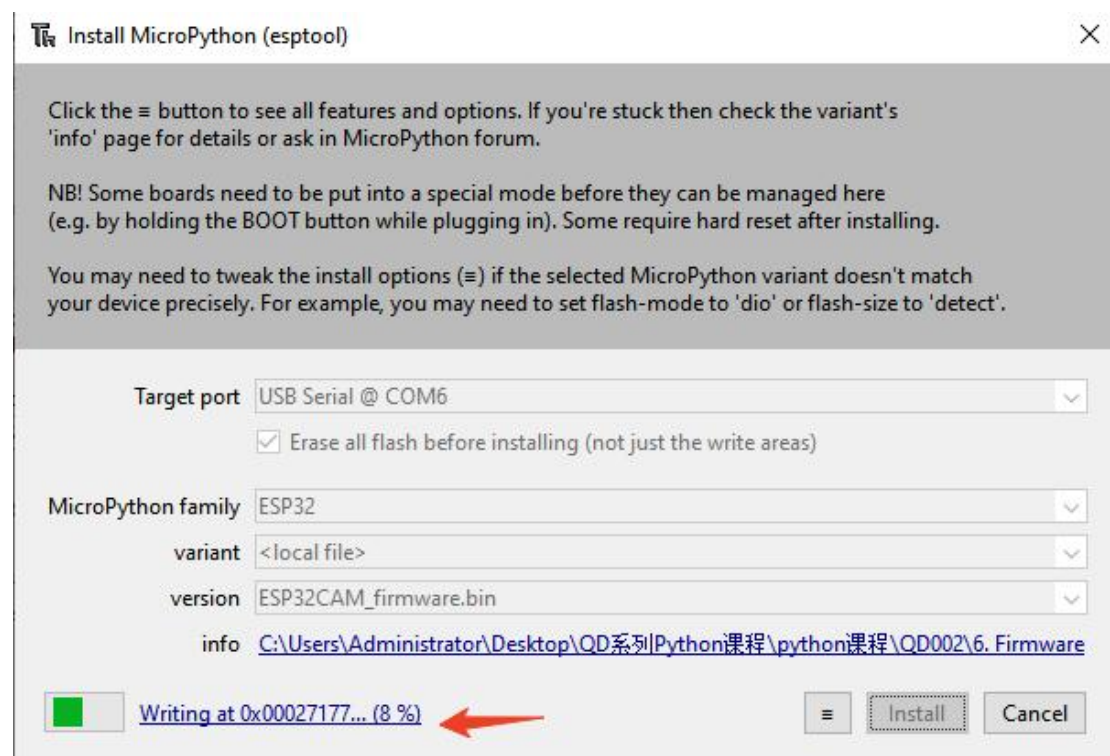 Install MicroPython (esptool)
Click the ≡ button to see all features and options. If you're stuck then check the variant's
'info' page for details or ask in MicroPython forum.
NB! Some boards need to be put into a special mode before they can be managed here
(e.g. by holding the BOOT button while plugging in). Some require hard reset after installing.
You may need to tweak the install options (≡) if the selected MicroPython variant doesn't match
your device precisely. For example, you may need to set flash-mode to 'dio' or flash-size to 'detect'.
Target port USB Serial @ COM6
Erase all flash before installing (not just the write areas)
MicroPython family ESP32
variant <local file>
version ESP32CAM_firmware.bin
info C:\Users\Administrator\Desktop\QD系列Python课程\python课程\QD002\6. Firmware
Writing at 0x00027177... (8 %) ≡ Install Cancel